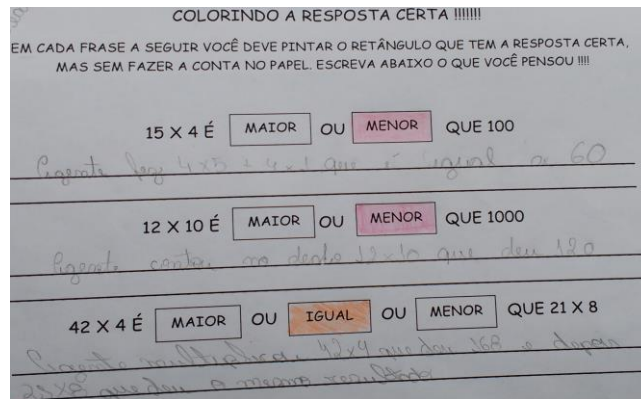 COLORINDO A RESPOSTA CERTA !!!!!!!
EM CADA FRASE A SEGUIR VOCÊ DEVE PINTAR O RETÂNGULO QUE TEM A RESPOSTA CERTA,
MAS SEM FAZER A CONTA NO PAPEL. ESCREVA ABAIXO O QUE VOCÊ PENSOU !!!!
15 X 4 É MAIOR OU MENOR QUE 100
Agente fez 4x5 + 4x1 que é igual a 60
12 X 10 É MAIOR OU MENOR QUE 1000
Agente contou no dedo 12x10 que deu 120
42 X 4 É MAIOR OU IGUAL OU MENOR QUE 21 X 8
Agente multiplicou 42x4 que deu 168 e depois
21x8 que deu o mesmo resultado